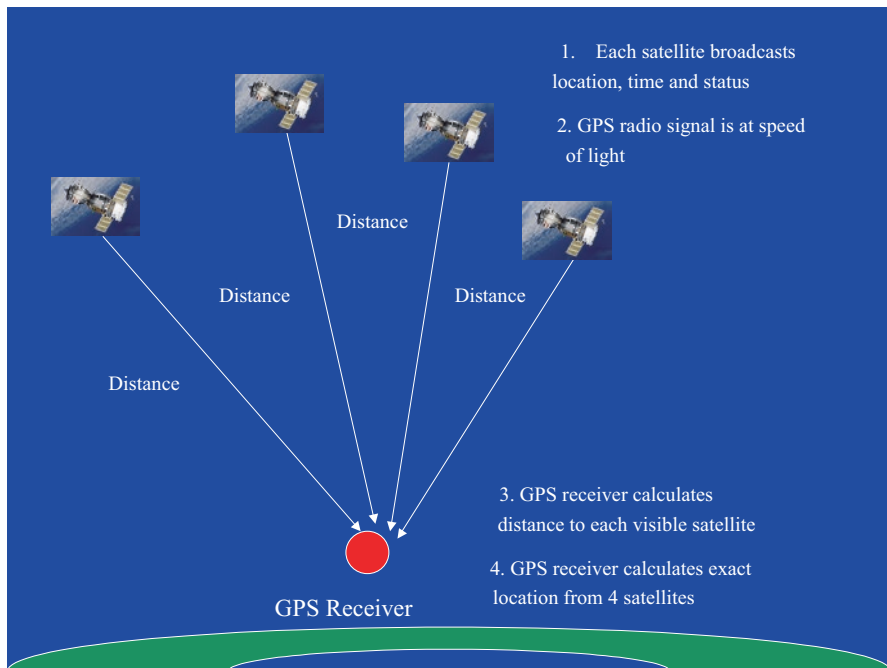 1. Each satellite broadcasts
location, time and status
2. GPS radio signal is at speed
of light
Distance
Distance
Distance
Distance
3. GPS receiver calculates
distance to each visible satellite
4. GPS receiver calculates exact
location from 4 satellites
GPS Receiver